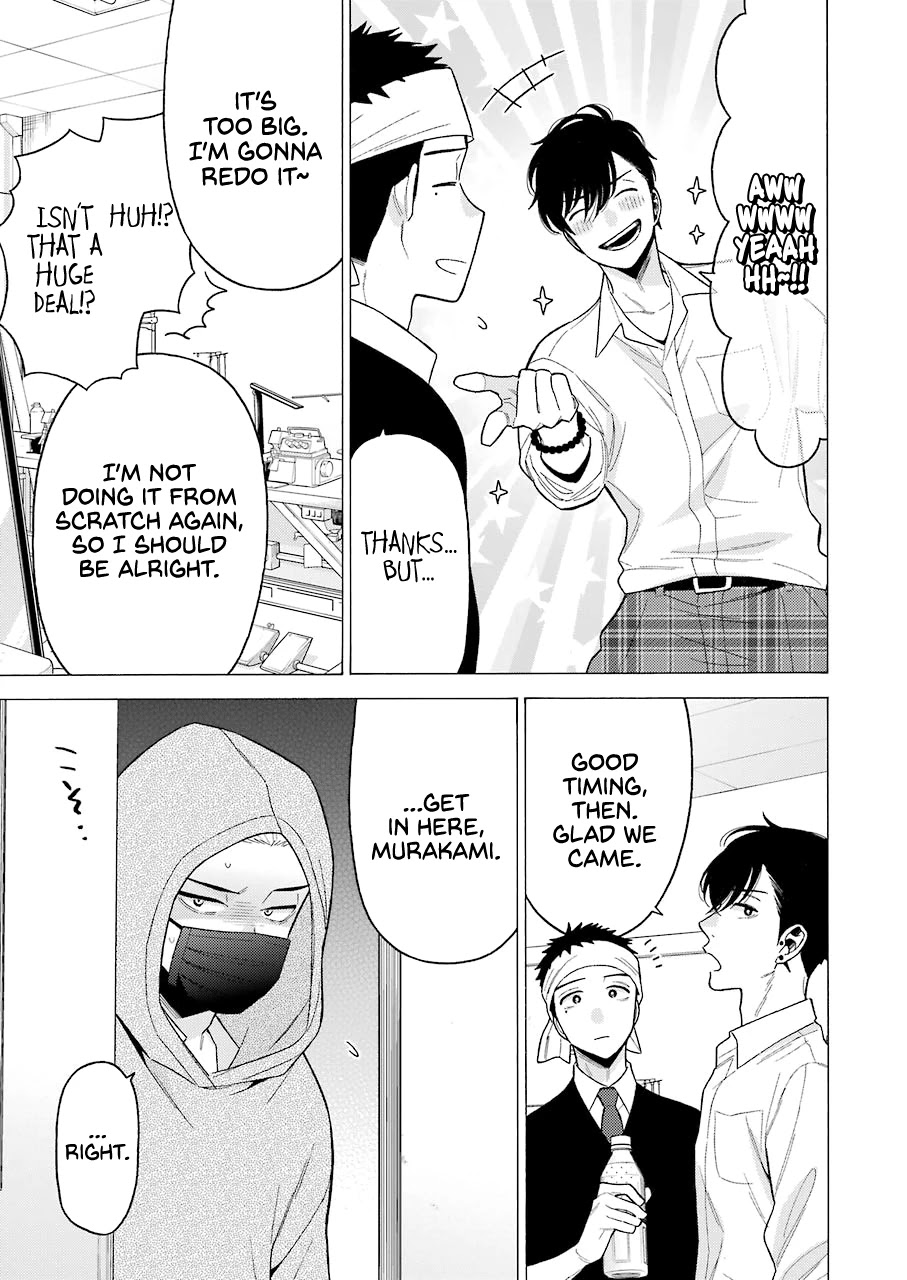 AWW
WWWW
YEAAH
HH~!!
THANKS...
BUT...
IT'S
TOO BIG.
I'M GONNA
REDO IT~
HUH!?
ISN'T
THAT A
HUGE
DEAL!?
I'M NOT
DOING IT FROM
SCRATCH AGAIN,
SO I SHOULD
BE ALRIGHT.
GOOD
TIMING,
THEN.
GLAD WE
CAME.
...GET
IN HERE,
MURAKAMI.
...
RIGHT.